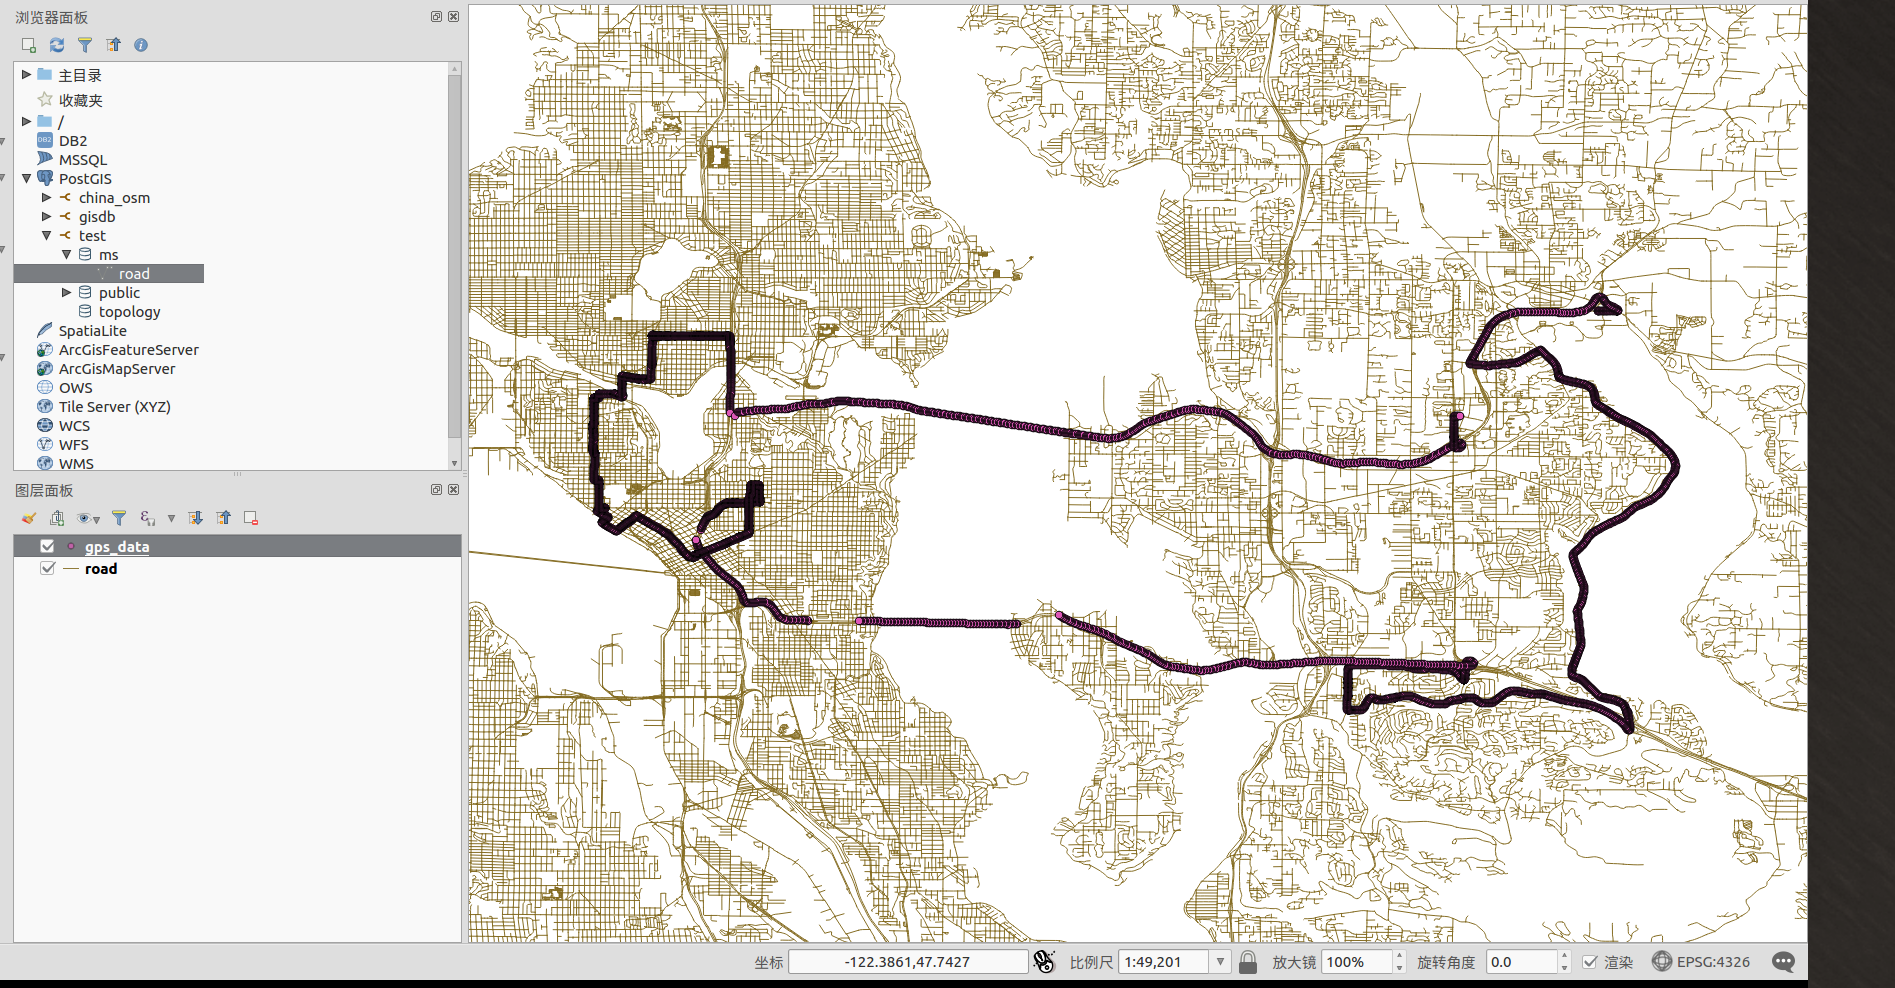 浏览器面板
主目录
收藏夹
/
DB2
MSSQL
PostGIS
china_osm
gisdb
test
ms
road
public
topology
SpatiaLite
ArcGisFeatureServer
ArcGisMapServer
OWS
Tile Server (XYZ)
WCS
WFS
WMS
图层面板
gps_data
road
坐标 -122.3861,47.7427 比例尺 1:49,201 放大镜 100% 旋转角度 0.0 渲染 EPSG:4326